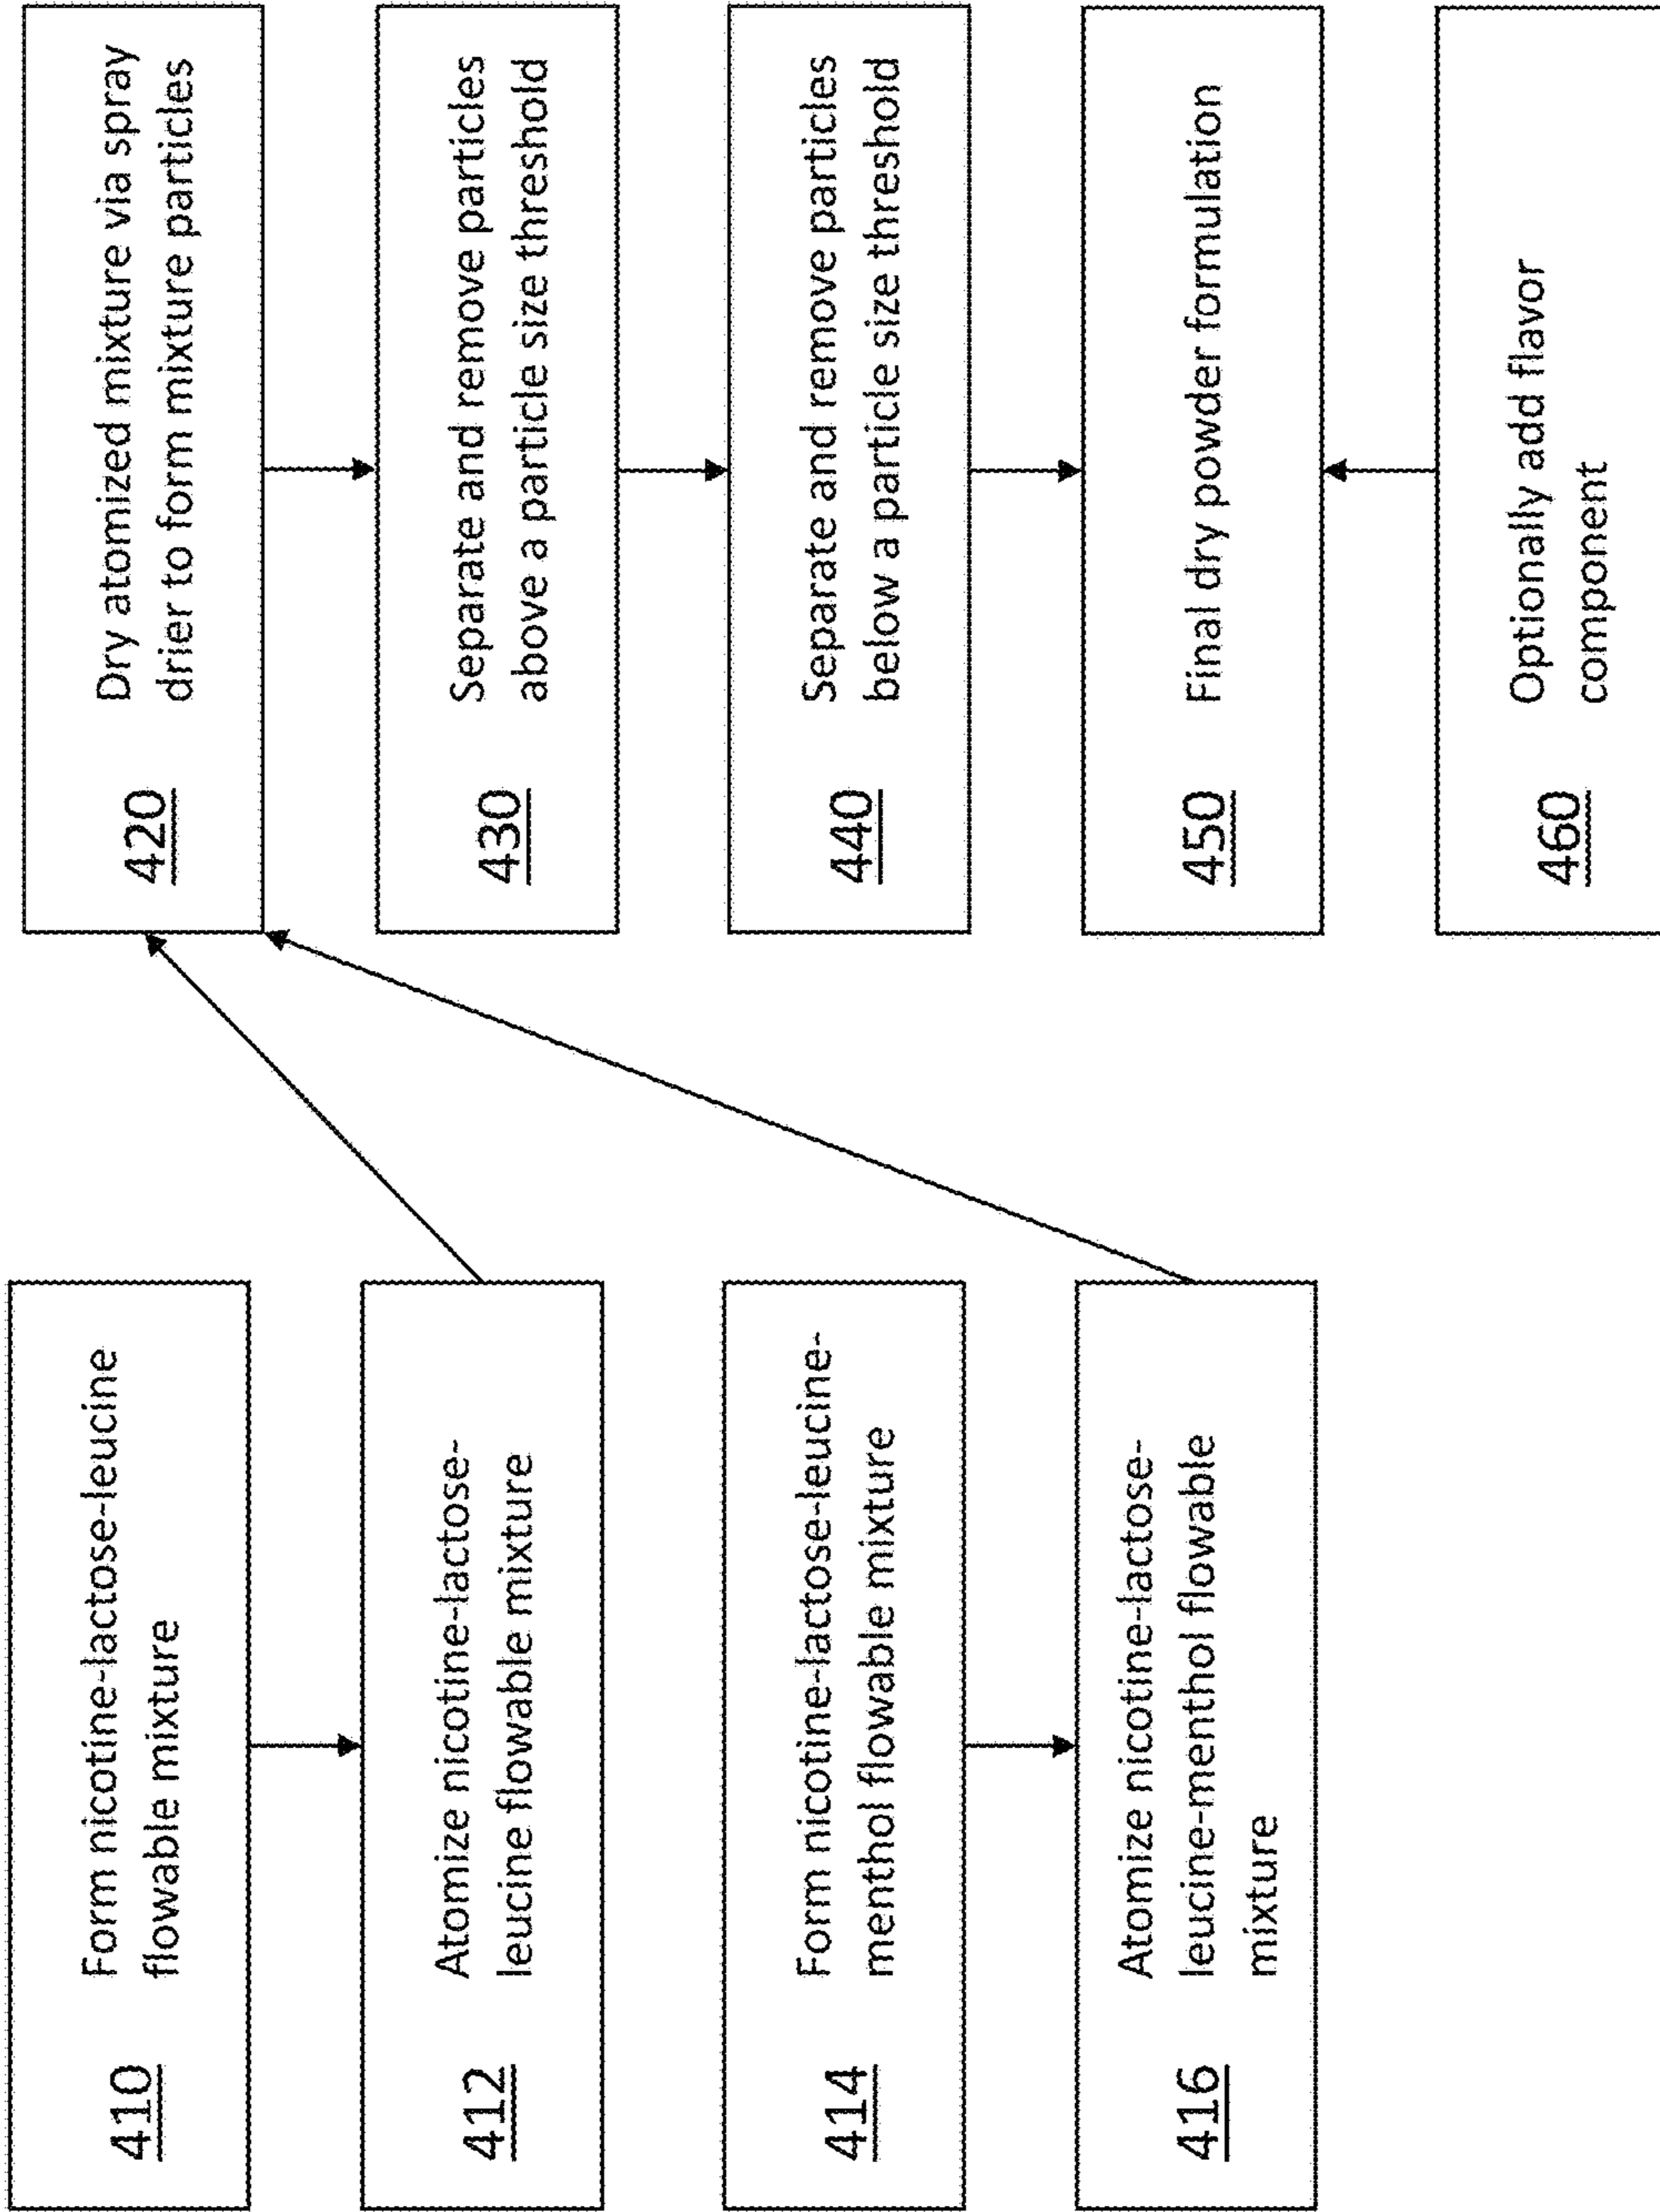 410
Form nicotine-lactose-leucine
flowable mixture
412
Atomize nicotine-lactose-
leucine flowable mixture
414
Form nicotine-lactose-leucine-
menthol flowable mixture
416
Atomize nicotine-lactose-
leucine-menthol flowable
mixture
420
Dry atomized mixture via spray
drier to form mixture particles
430
Separate and remove particles
above a particle size threshold
440
Separate and remove particles
below a particle size threshold
450
Final dry powder formulation
460
Optionally add flavor
component